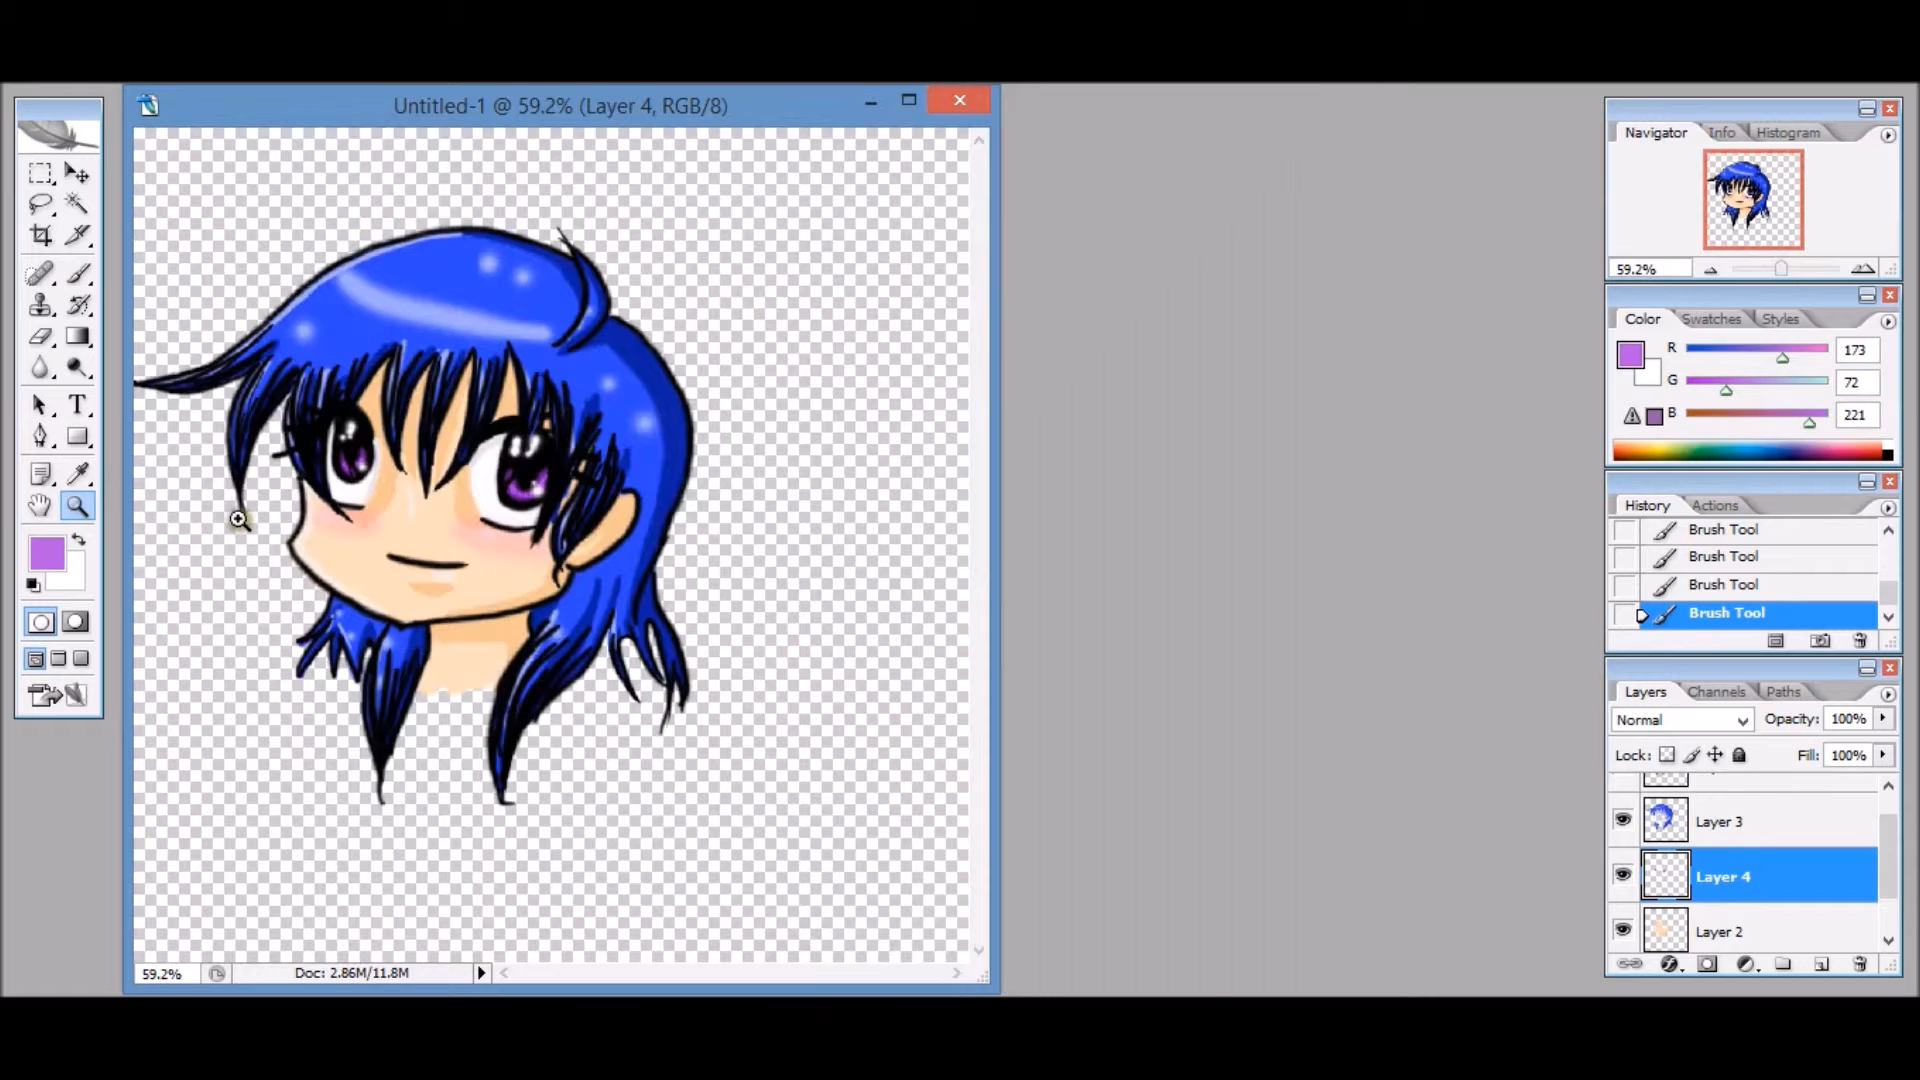 Untitled-1 @ 59.2% (Layer 4, RGB/8)
Navigator Info Histogram
59.2%
Color Swatches Styles
R 173
G 72
B 221
History Actions
Brush Tool
Brush Tool
Brush Tool
Brush Tool
Layers Channels Paths
Normal Opacity: 100%
Lock: Fill: 100%
Layer 3
Layer 4
Layer 2
T
59.2% Doc: 2.86M/11.8M